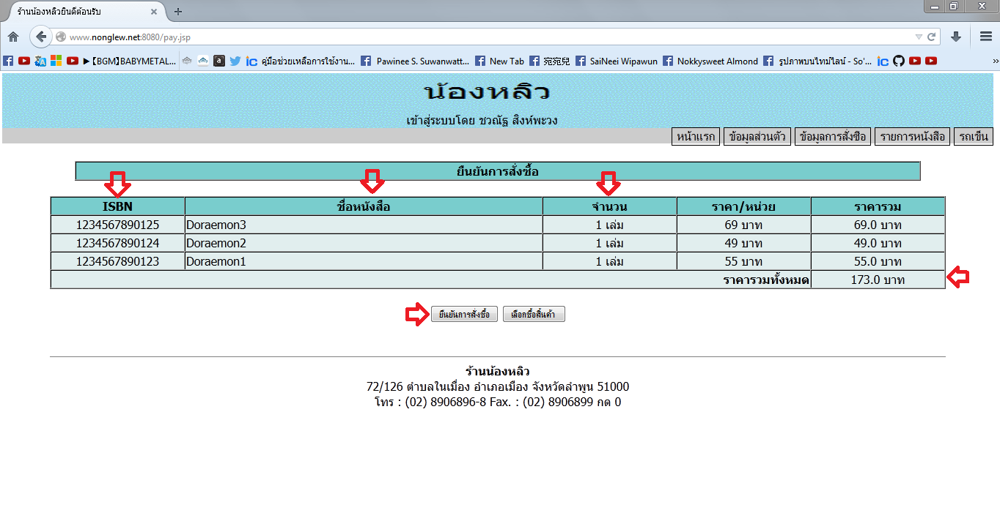 ร้านน้องหลิวยินดีต้อนรับ
www.nonglew.net:8080/pay.jsp
►【BGM】BABYMETAL... a ic คู่มือช่วยเหลือการใช้งาน... Pawinee S. Suwanwatt... New Tab 宛宛兒 SaiNeei Wipawun Nokkysweet Almond รูปภาพบนไทม์ไลน์ - So'... ic »
น้องหลิว
เข้าสู่ระบบโดย ชวณัฐ สิงห์พะวง
หน้าแรก ข้อมูลส่วนตัว ข้อมูลการสั่งซือ รายการหนังสือ รถเข็น
ยืนยันการสั่งซื้อ
ISBN ชื่อหนังสือ จำนวน ราคา/หน่วย ราคารวม
1234567890125 Doraemon3 1 เล่ม 69 บาท 69.0 บาท
1234567890124 Doraemon2 1 เล่ม 49 บาท 49.0 บาท
1234567890123 Doraemon1 1 เล่ม 55 บาท 55.0 บาท
ราคารวมทั้งหมด 173.0 บาท
ยืนยันการสั่งซื้อ เลือกซื้อสินค้า
ร้านน้องหลิว
72/126 ตำบลในเมื่อง อำเภอเมือง จังหวัดลำพูน 51000
โทร : (02) 8906896-8 Fax. : (02) 8906899 กด 0